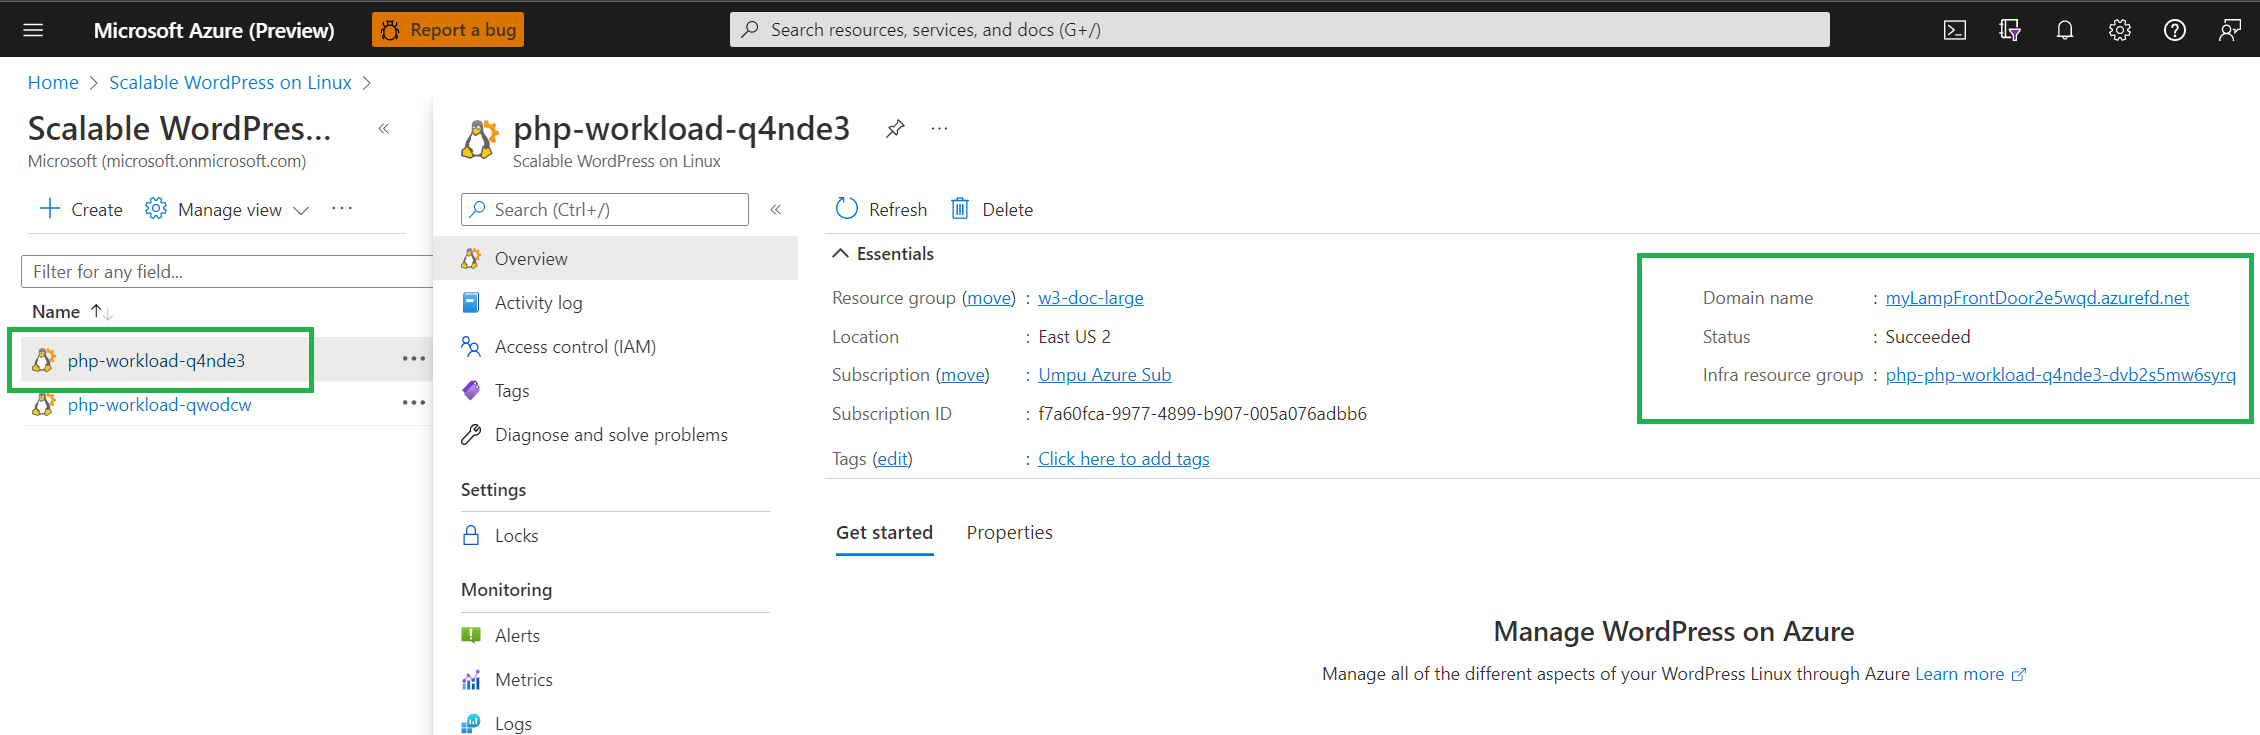 Microsoft Azure (Preview)
Report a bug
Search resources, services, and docs (G+/)
Home > Scalable WordPress on Linux >
Scalable WordPres... «
Microsoft (microsoft.onmicrosoft.com)
+ Create
Manage view
...
Filter for any field...
Name ↑↓
php-workload-q4nde3 •••
php-workload-qwodcw •••
php-workload-q4nde3 ...
Scalable WordPress on Linux
Search (Ctrl+/) «
Overview
Activity log
Access control (IAM)
Tags
Diagnose and solve problems
Settings
Locks
Monitoring
Alerts
Metrics
Logs
Refresh
Delete
Essentials
Resource group (move) : w3-doc-large
Location : East US 2
Subscription (move) : Umpu Azure Sub
Subscription ID : f7a60fca-9977-4899-b907-005a076adbb6
Tags (edit) : Click here to add tags
Domain name : myLampFrontDoor2e5wqd.azurefd.net
Status : Succeeded
Infra resource group : php-php-workload-q4nde3-dvb2s5mw6syrq
Get started
Properties
Manage WordPress on Azure
Manage all of the different aspects of your WordPress Linux through Azure Learn more